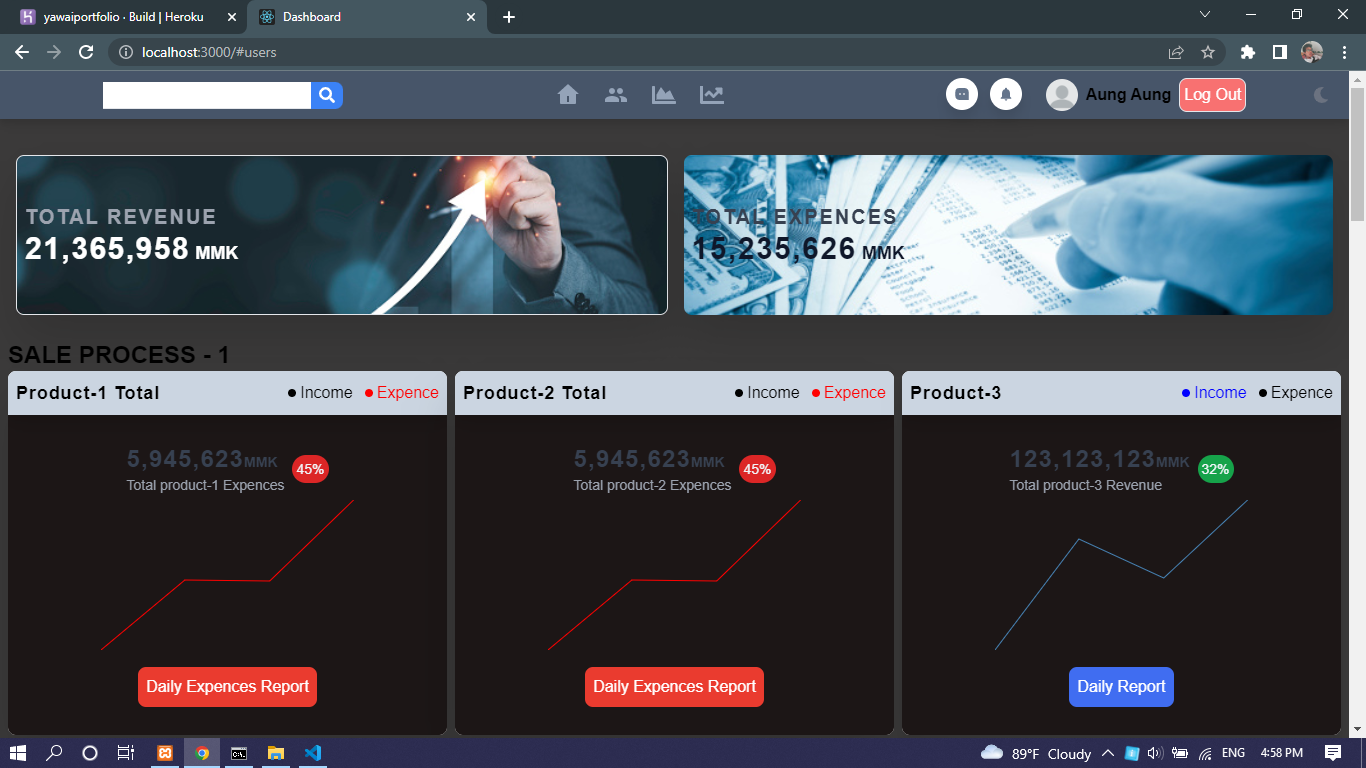 yawaiportfolio · Build | Heroku
Dashboard
localhost:3000/#users
Aung Aung
Log Out
TOTAL REVENUE
21,365,958 MMK
TOTAL EXPENCES
15,235,626 MMK
SALE PROCESS - 1
Product-1 Total
Income
Expence
Product-2 Total
Income
Expence
Product-3
Income
Expence
5,945,623MMK
45%
Total product-1 Expences
5,945,623MMK
45%
Total product-2 Expences
123,123,123MMK
32%
Total product-3 Revenue
Daily Expences Report
Daily Expences Report
Daily Report
89°F Cloudy
ENG
4:58 PM